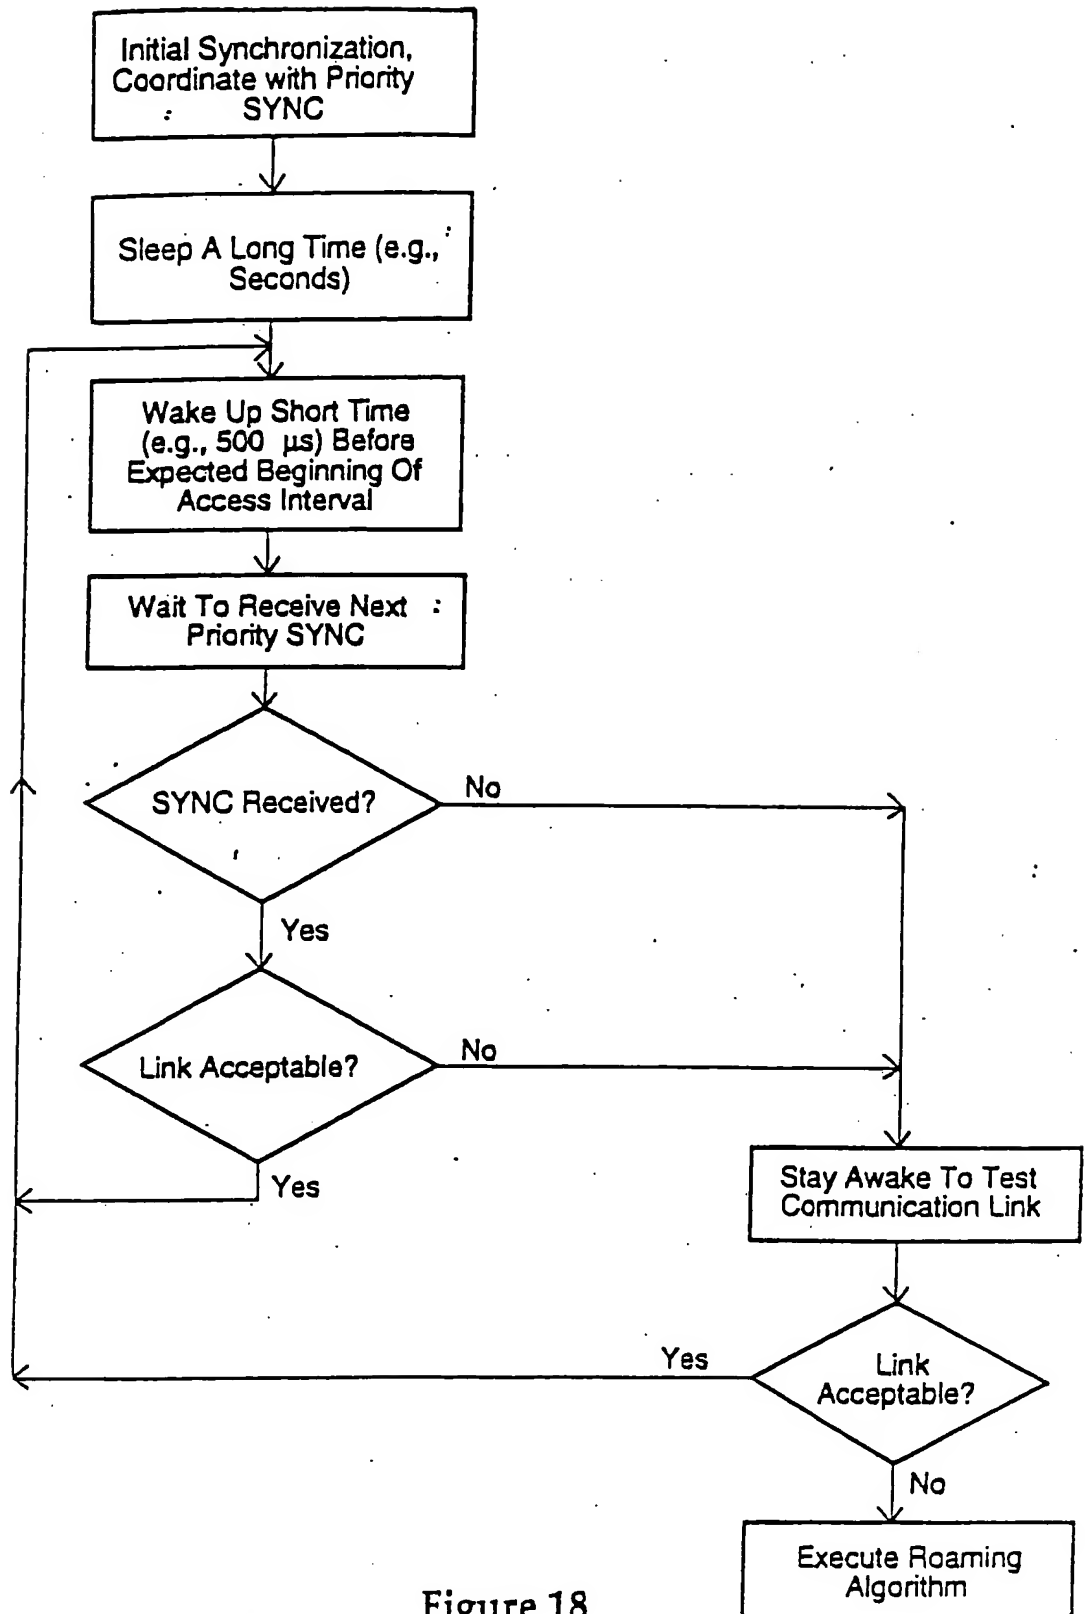 Initial Synchronization,
Coordinate with Priority
SYNC
Sleep A Long Time (e.g.,
Seconds)
Wake Up Short Time
(e.g., 500 µs) Before
Expected Beginning Of
Access Interval
Wait To Receive Next
Priority SYNC
SYNC Received?
No
Yes
Link Acceptable?
No
Yes
Stay Awake To Test
Communication Link
Link
Acceptable?
Yes
No
Execute Roaming
Algorithm
Figure 18